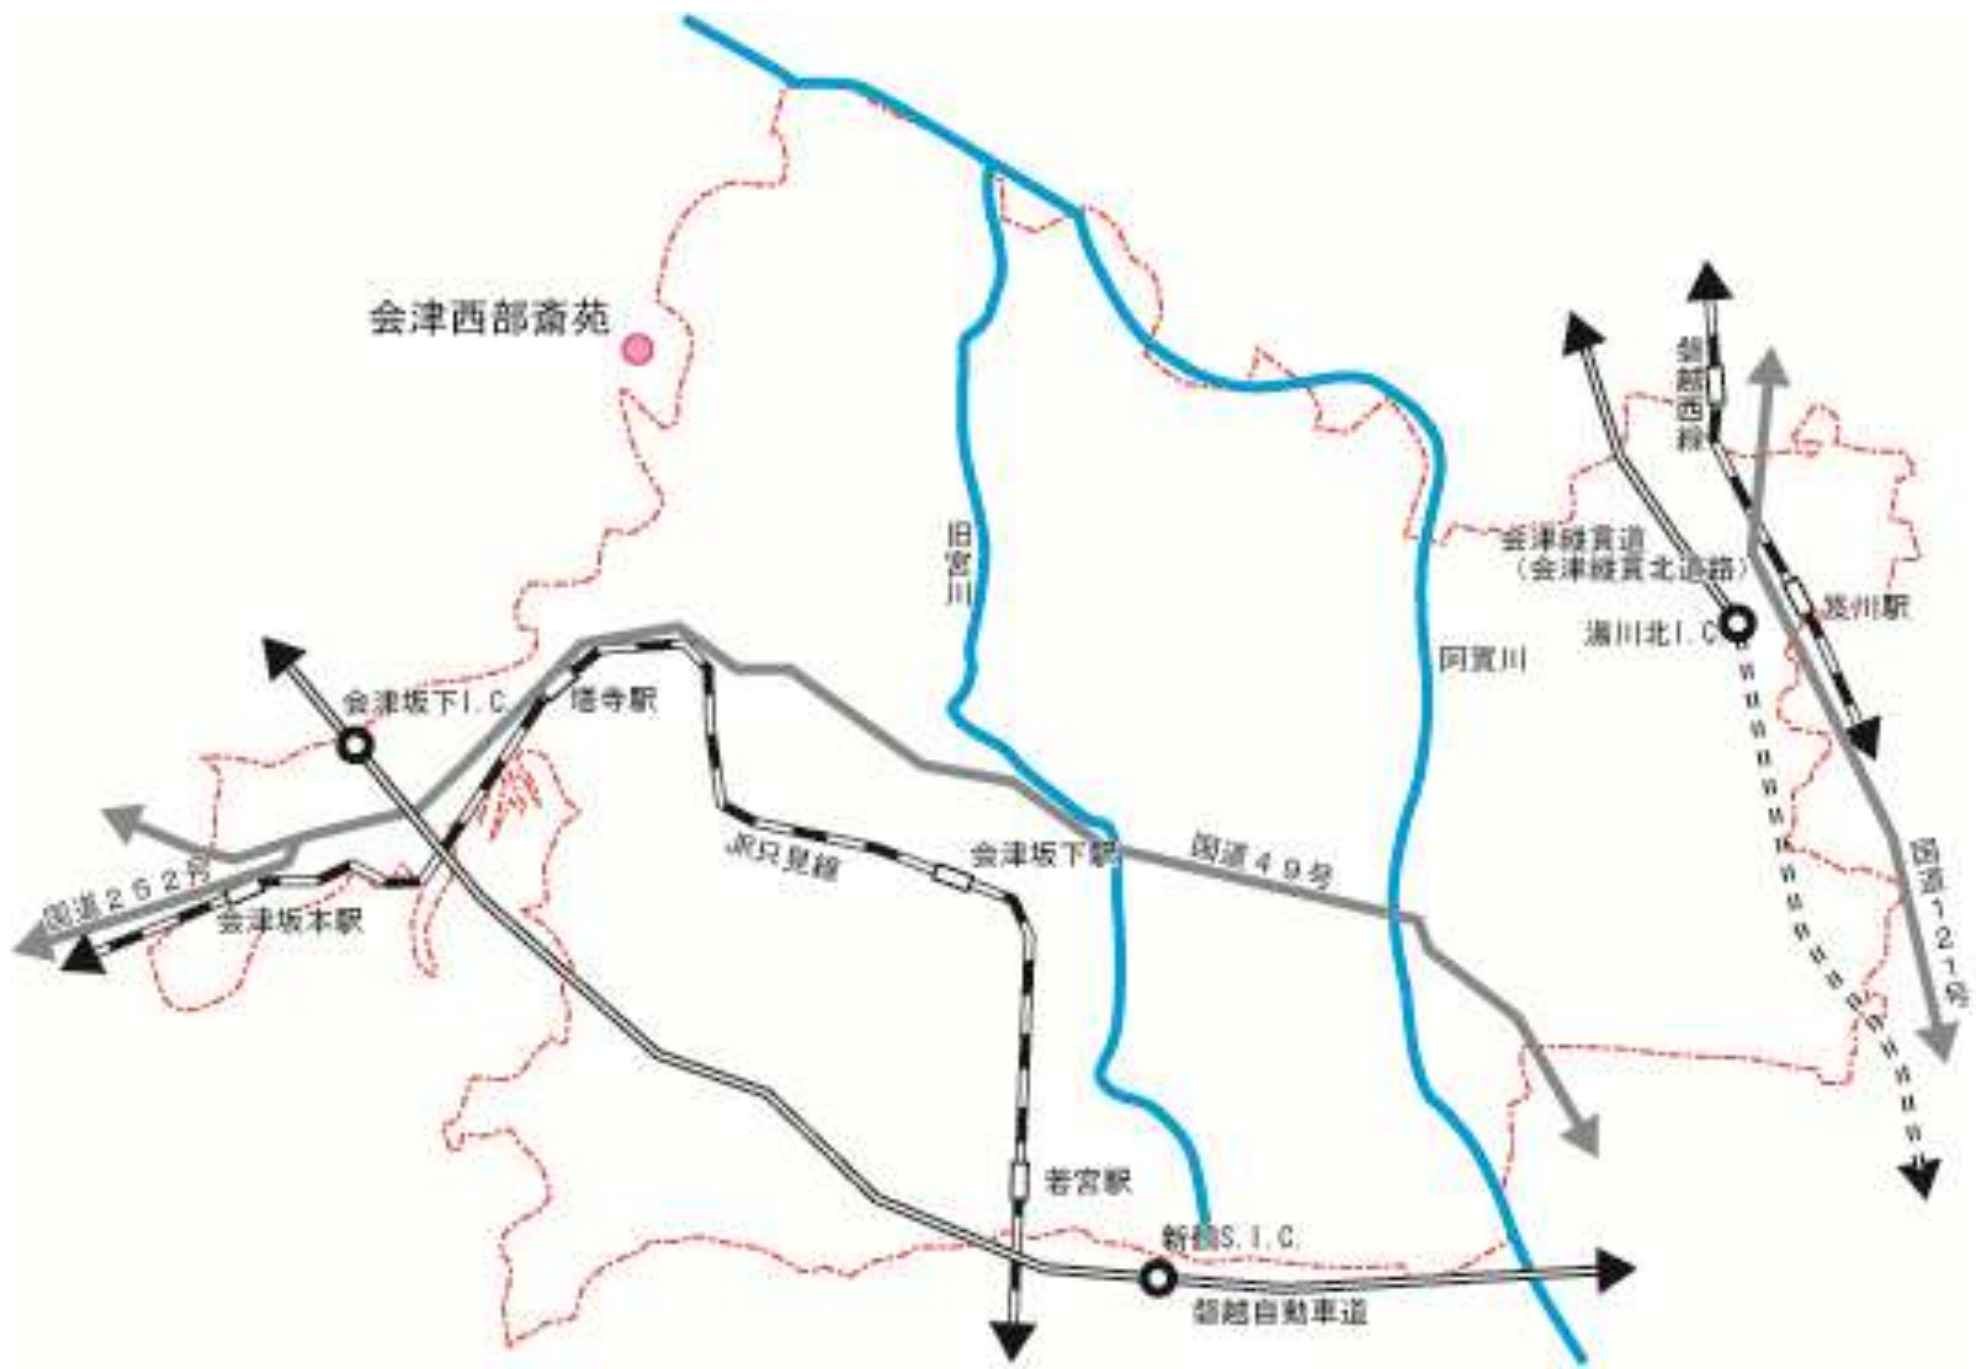 会津西部斎苑
磐越西線
旧宮川
会津縦貫道
（会津縦貫北道路）
笈川駅
湯川北I.C
阿賀川
会津坂下I.C.
塔寺駅
JR只見線
会津坂下駅
国道49号
国道252号
会津坂本駅
国道121号
若宮駅
新鶴S.I.C.
磐越自動車道